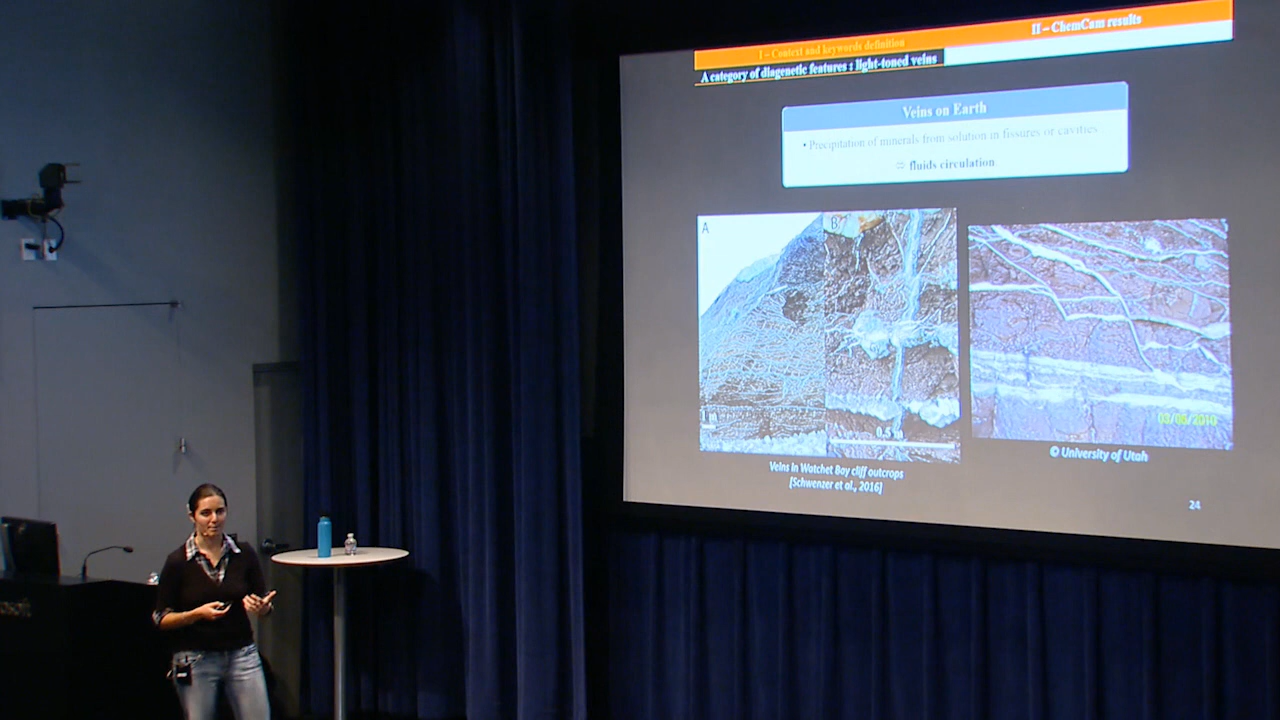 II – ChemCam results
I – Context and keywords definition
A category of diagenetic features : light-toned veins
Veins on Earth
• Precipitation of minerals from solution in fissures or cavities
⇨ fluids circulation
A
B
0.5
03/06/2010
Veins in Watchet Bay cliff outcrops
[Schwenzer et al., 2016]
© University of Utah
24